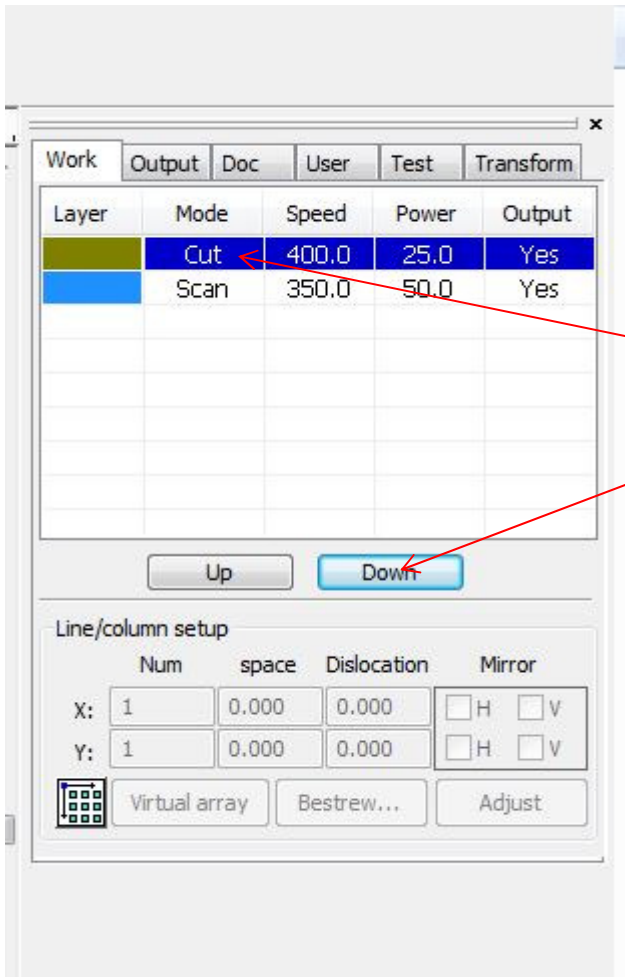 Work Output Doc User Test Transform
Layer Mode Speed Power Output
Cut 400.0 25.0 Yes
Scan 350.0 50.0 Yes
Up Down
Line/column setup
Num space Dislocation Mirror
X: 1 0.000 0.000 H V
Y: 1 0.000 0.000 H V
Virtual array Bestrew... Adjust